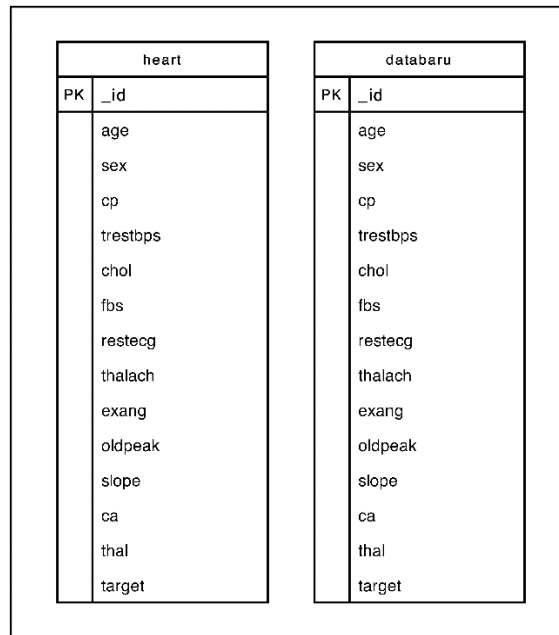 heart
PK _id
age
sex
cp
trestbps
chol
fbs
restecg
thalach
exang
oldpeak
slope
ca
thal
target
databaru
PK _id
age
sex
cp
trestbps
chol
fbs
restecg
thalach
exang
oldpeak
slope
ca
thal
target